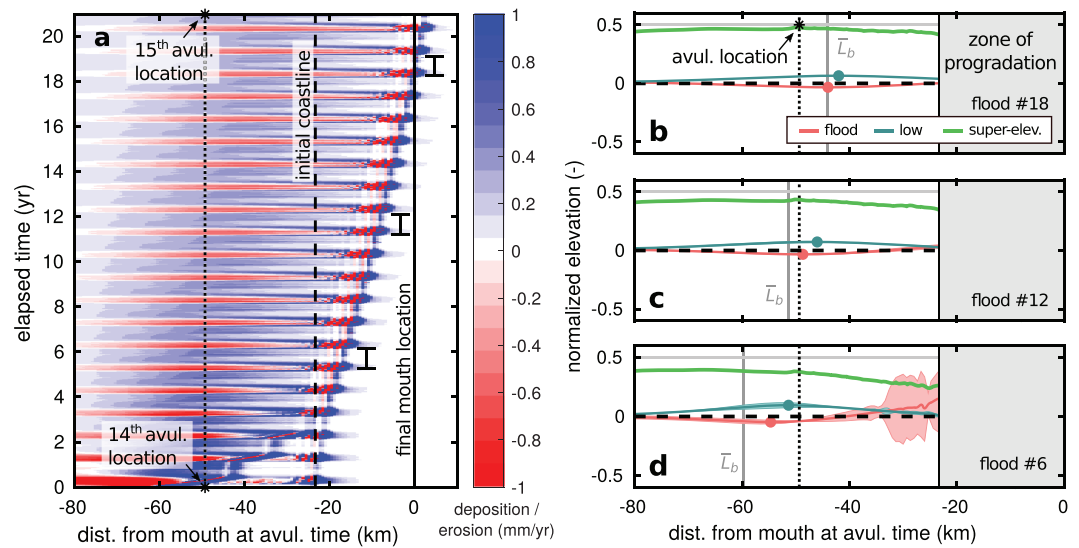 a
15th avul.
location
14th avul.
location
initial coastline
final mouth location
elapsed time (yr)
20
18
16
14
12
10
8
6
4
2
0
-80
-60
-40
-20
0
dist. from mouth at avul. time (km)
1
0.8
0.6
0.4
0.2
0
-0.2
-0.4
-0.6
-0.8
-1
deposition /
erosion (mm/yr)
normalized elevation (-)
0.5
0
-0.5
avul. location
L̅b
zone of
progradation
flood #18
b
flood
low
super-elev.
0.5
0
-0.5
c
L̅b
flood #12
0.5
0
-0.5
d
L̅b
flood #6
-80
-60
-40
-20
0
dist. from mouth at avul. time (km)